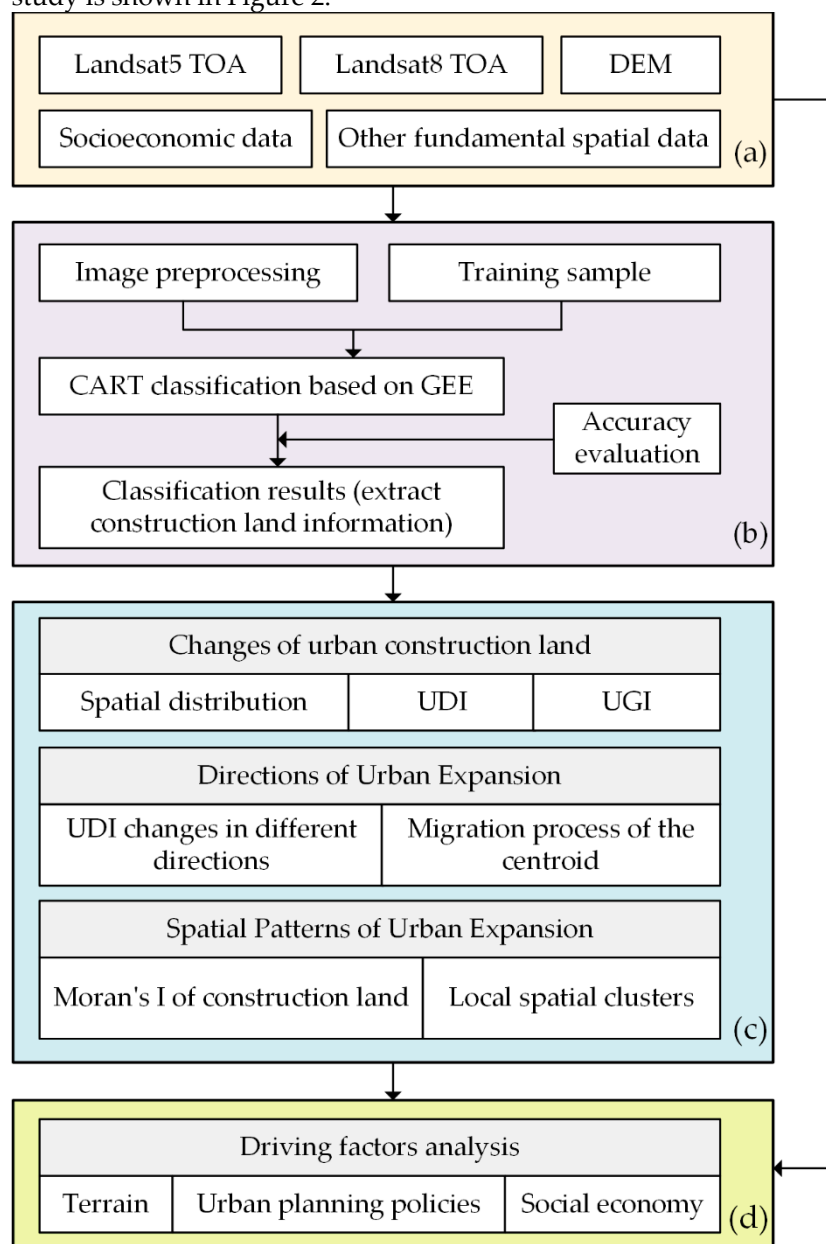 study is shown in Figure 2.
Landsat5 TOA
Landsat8 TOA
DEM
Socioeconomic data
Other fundamental spatial data
(a)
Image preprocessing
Training sample
CART classification based on GEE
Accuracy
evaluation
Classification results (extract
construction land information)
(b)
Changes of urban construction land
Spatial distribution
UDI
UGI
Directions of Urban Expansion
UDI changes in different
directions
Migration process of the
centroid
Spatial Patterns of Urban Expansion
Moran's I of construction land
Local spatial clusters
(c)
Driving factors analysis
Terrain
Urban planning policies
Social economy
(d)